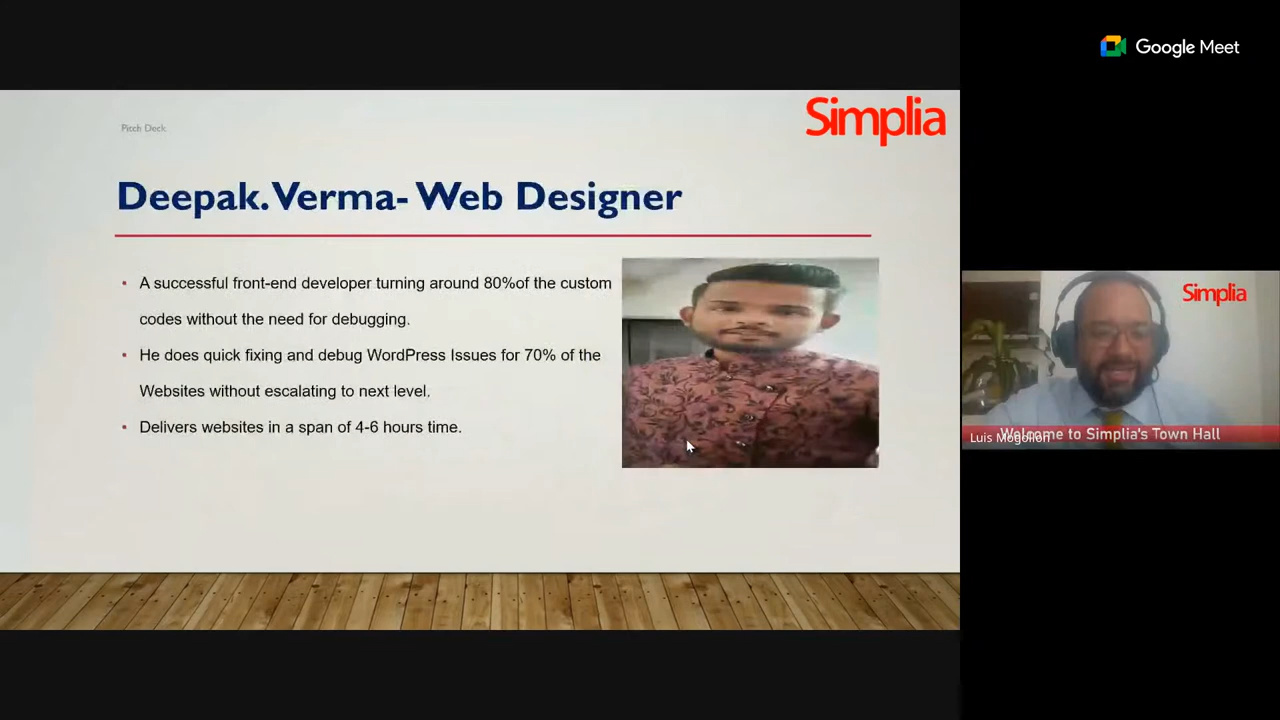 Google Meet
Simplia
Pitch Deck
Deepak.Verma- Web Designer
• A successful front-end developer turning around 80%of the custom
codes without the need for debugging.
• He does quick fixing and debug WordPress Issues for 70% of the
Websites without escalating to next level.
• Delivers websites in a span of 4-6 hours time.
Simplia
Welcome to Simplia's Town Hall
Luis Mogollon